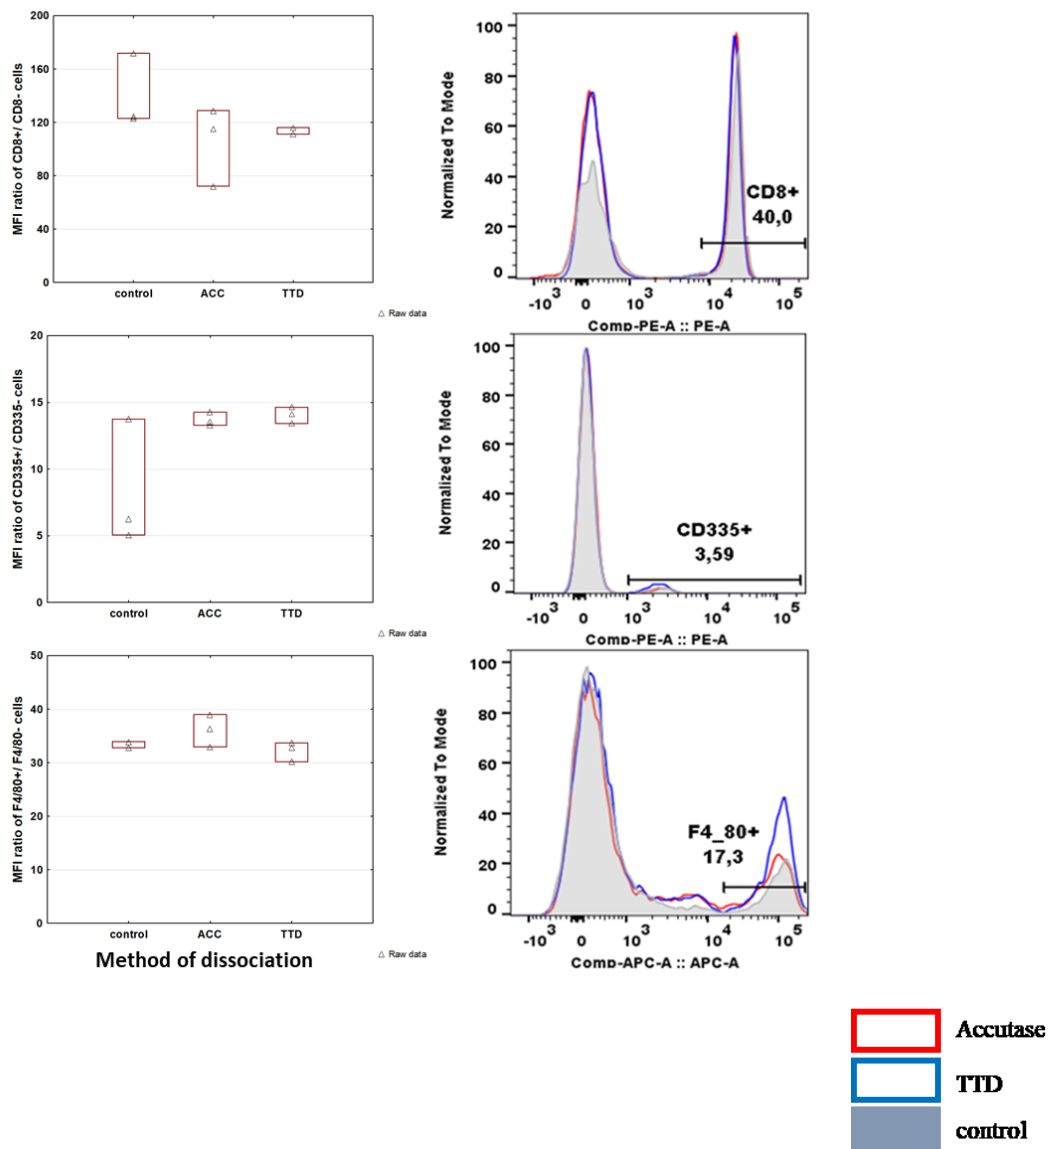 MFI ratio of CD8+/ CD8- cells
200
160
120
80
40
0
control ACC TTD
△ Raw data
Normalized To Mode
100
80
60
40
20
0
CD8+
40,0
-10³ 0 10³ 10⁴ 10⁵
Comp-PE-A :: PE-A
MFI ratio of CD335+/ CD335- cells
20
15
10
5
0
control ACC TTD
△ Raw data
Normalized To Mode
100
80
60
40
20
0
CD335+
3,59
-10³ 0 10³ 10⁴ 10⁵
Comp-PE-A :: PE-A
MFI ratio of F4/80+/ F4/80- cells
50
40
30
20
10
0
control ACC TTD
Method of dissociation
△ Raw data
Normalized To Mode
100
80
60
40
20
0
F4_80+
17,3
-10³ 0 10³ 10⁴ 10⁵
Comp-APC-A :: APC-A
Accutase
TTD
control